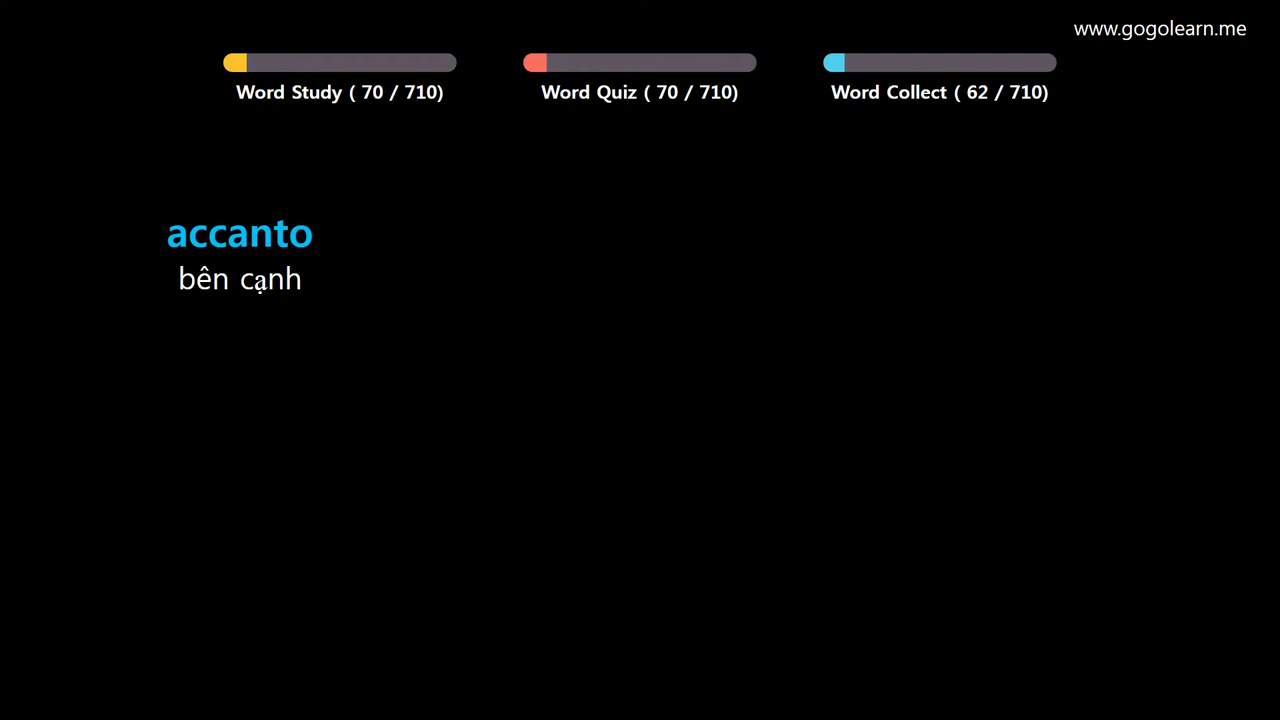 www.gogolearn.me
Word Study ( 70 / 710)
Word Quiz ( 70 / 710)
Word Collect ( 62 / 710)
accanto
bên cạnh